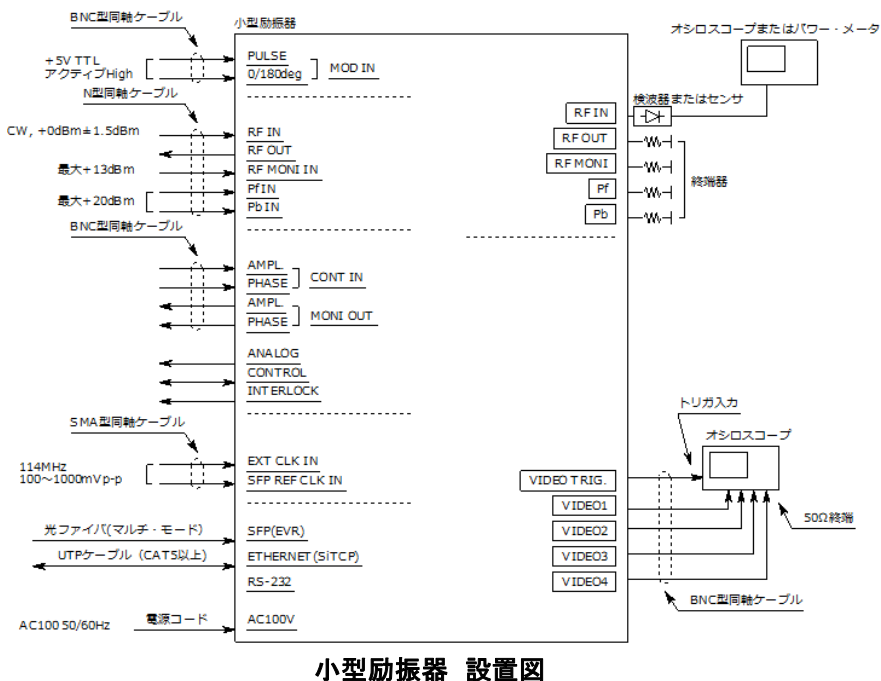 BNC型同軸ケーブル
小型励振器
オシロスコープまたはパワー・メータ
+5V TTL
アクティブHigh
PULSE
0/180deg
MOD IN
N型同軸ケーブル
検波器またはセンサ
RF IN
CW, +0dBm±1.5dBm
RF IN
RF OUT
RF OUT
最大+13dBm
RF MONI IN
RF MONI
終端器
最大+20dBm
PfIN
PbIN
Pf
Pb
BNC型同軸ケーブル
AMPL.
PHASE
CONT IN
AMPL.
PHASE
MONI OUT
ANALOG
CONTROL
INTERLOCK
トリガ入力
SMA型同軸ケーブル
オシロスコープ
114MHz
100～1000mVp-p
EXT CLK IN
SFP REF CLK IN
VIDEO TRIG.
VIDEO1
50Ω終端
光ファイバ(マルチ・モード)
SFP(EVR)
VIDEO2
UTPケーブル（CAT5以上）
ETHERNET(SiTCP)
VIDEO3
RS-232
VIDEO4
BNC型同軸ケーブル
AC100 50/60Hz
電源コード
AC100V
小型励振器 設置図